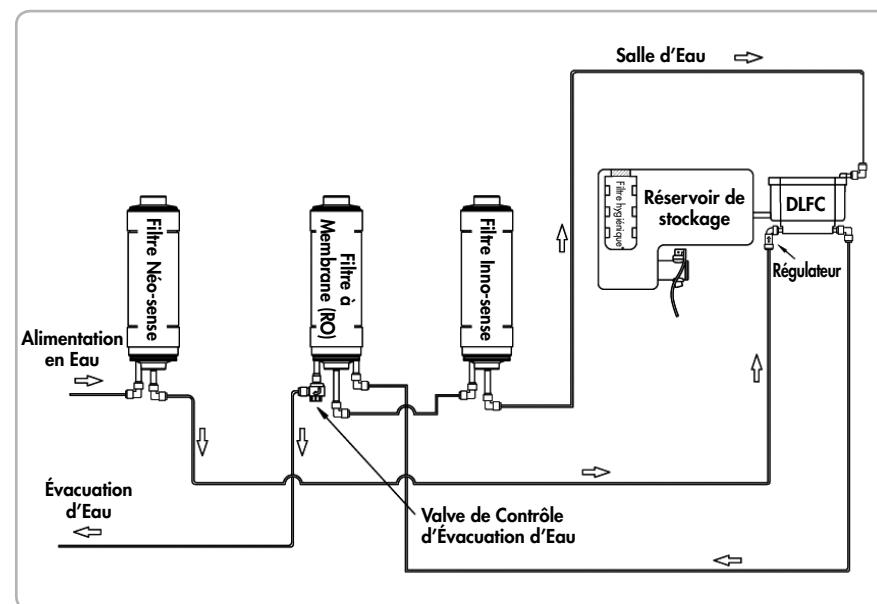 Salle d'Eau
Filtre Néo-sense
Filtre à
Membrane (RO)
Filtre Inno-sense
Filtre hygiénique*
Réservoir de
stockage
DLFC
Régulateur
Alimentation
en Eau
Évacuation
d'Eau
Valve de Contrôle
d'Évacuation d'Eau